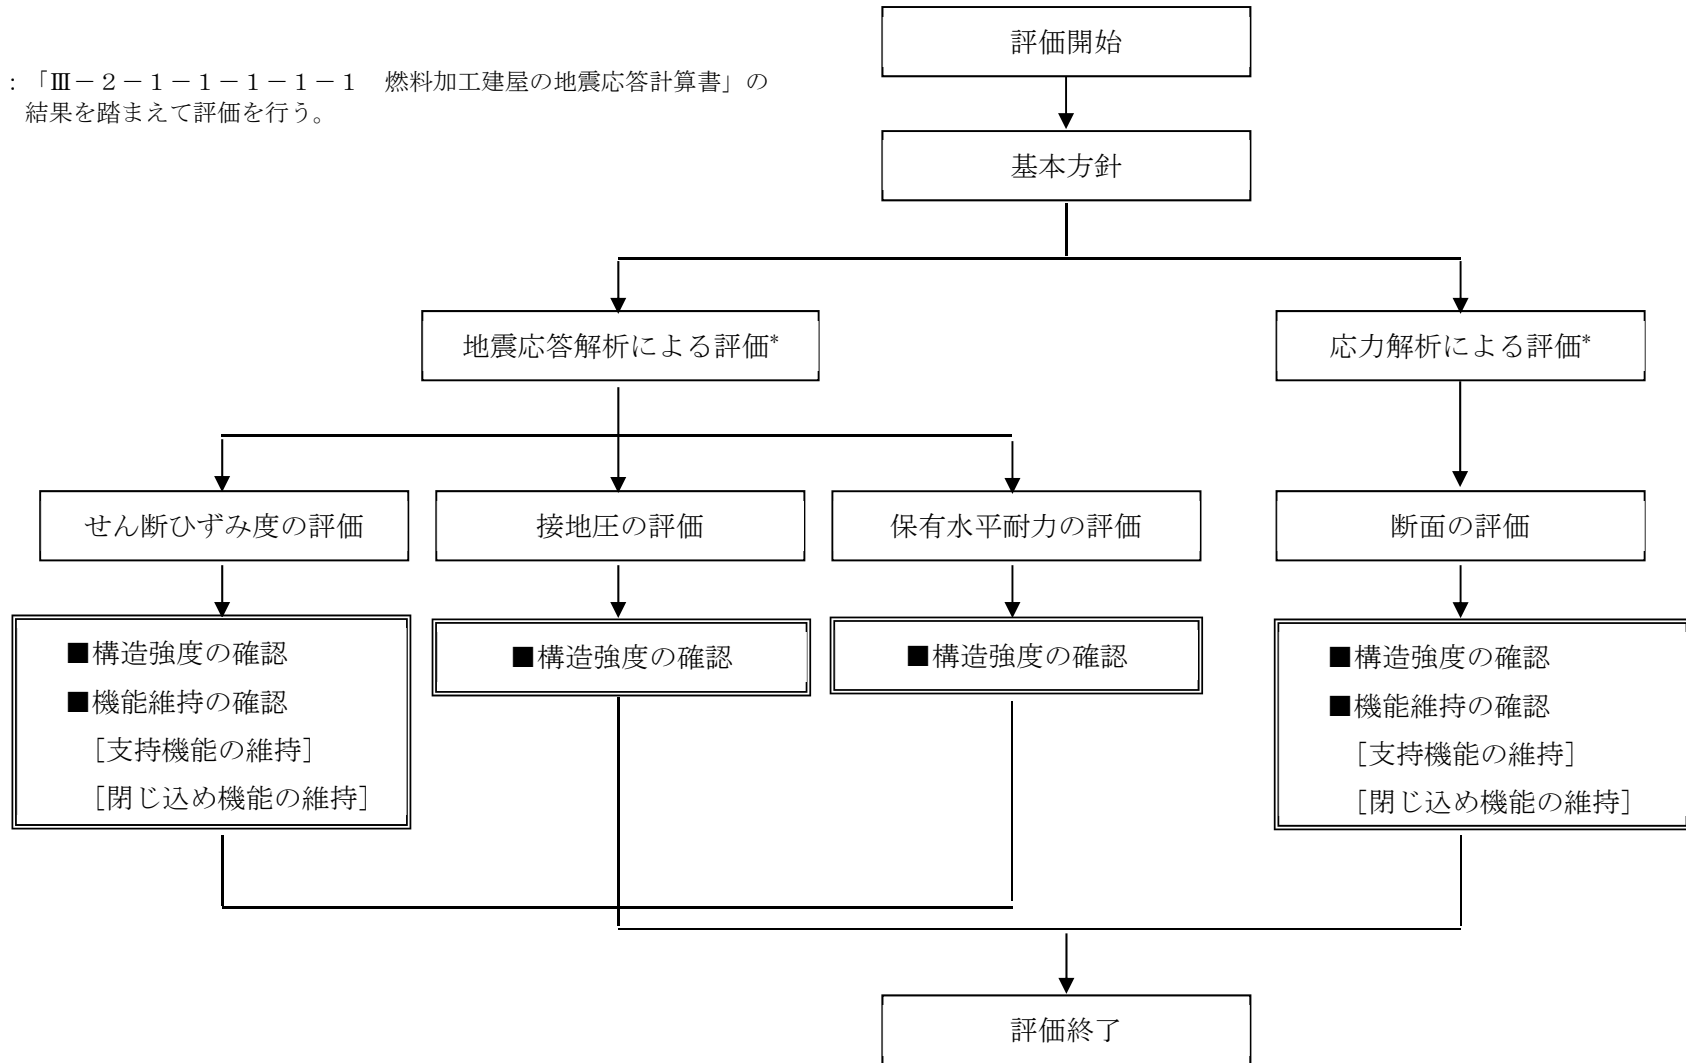 評価開始
:「Ⅲ－２－１－１－１－１－１　燃料加工建屋の地震応答計算書」の
結果を踏まえて評価を行う。
基本方針
地震応答解析による評価*
応力解析による評価*
せん断ひずみ度の評価
接地圧の評価
保有水平耐力の評価
断面の評価
■構造強度の確認
■機能維持の確認
［支持機能の維持］
［閉じ込め機能の維持］
■構造強度の確認
■構造強度の確認
■構造強度の確認
■機能維持の確認
［支持機能の維持］
［閉じ込め機能の維持］
評価終了